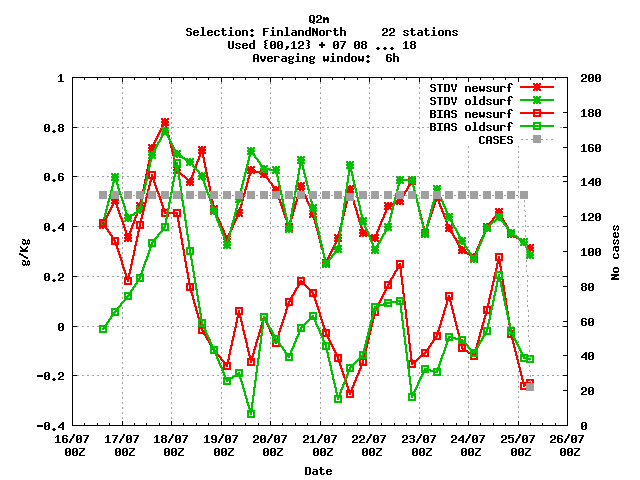 Q2m
Selection: FinlandNorth     22 stations
Used {00,12} + 07 08 ... 18
Averaging window:  6h
STDV newsurf
STDV oldsurf
BIAS newsurf
BIAS oldsurf
CASES
1
0,8
0,6
0,4
0,2
0
-0,2
-0,4
g/Kg
200
180
160
140
120
100
80
60
40
20
0
No cases
16/07 17/07 18/07 19/07 20/07 21/07 22/07 23/07 24/07 25/07 26/07
00Z 00Z 00Z 00Z 00Z 00Z 00Z 00Z 00Z 00Z 00Z
Date